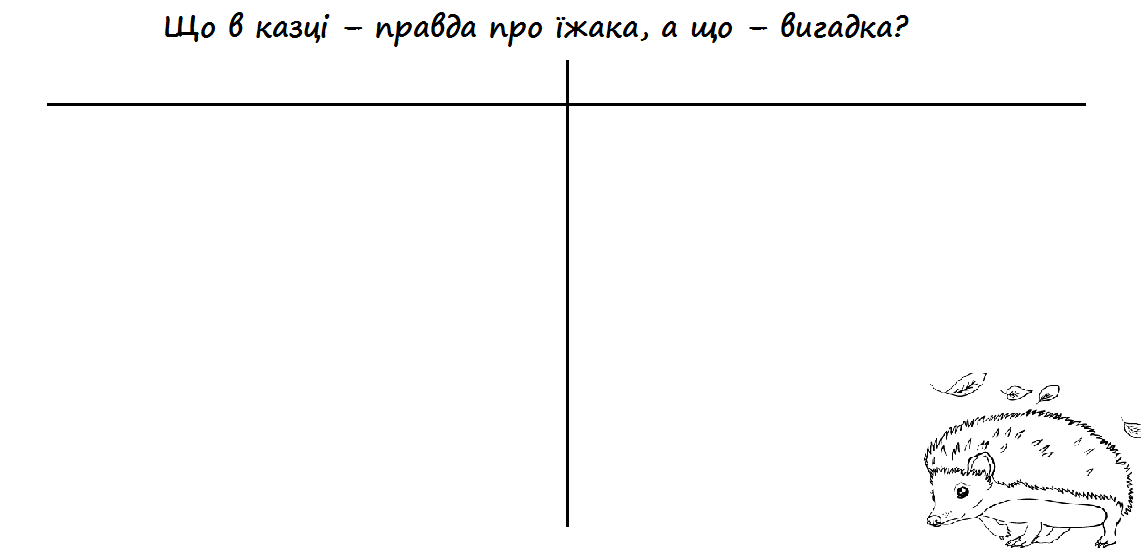 Що в казці – правда про їжака, а що – вигадка?